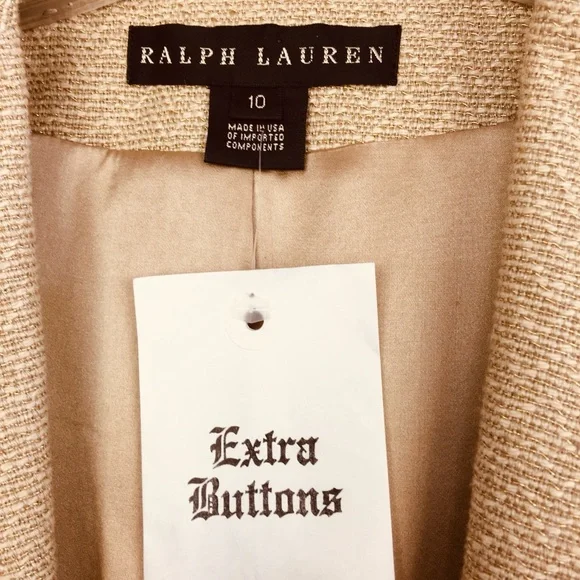 RALPH LAUREN
10
MADE IN USA
OF IMPORTED
COMPONENTS
Extra
Buttons